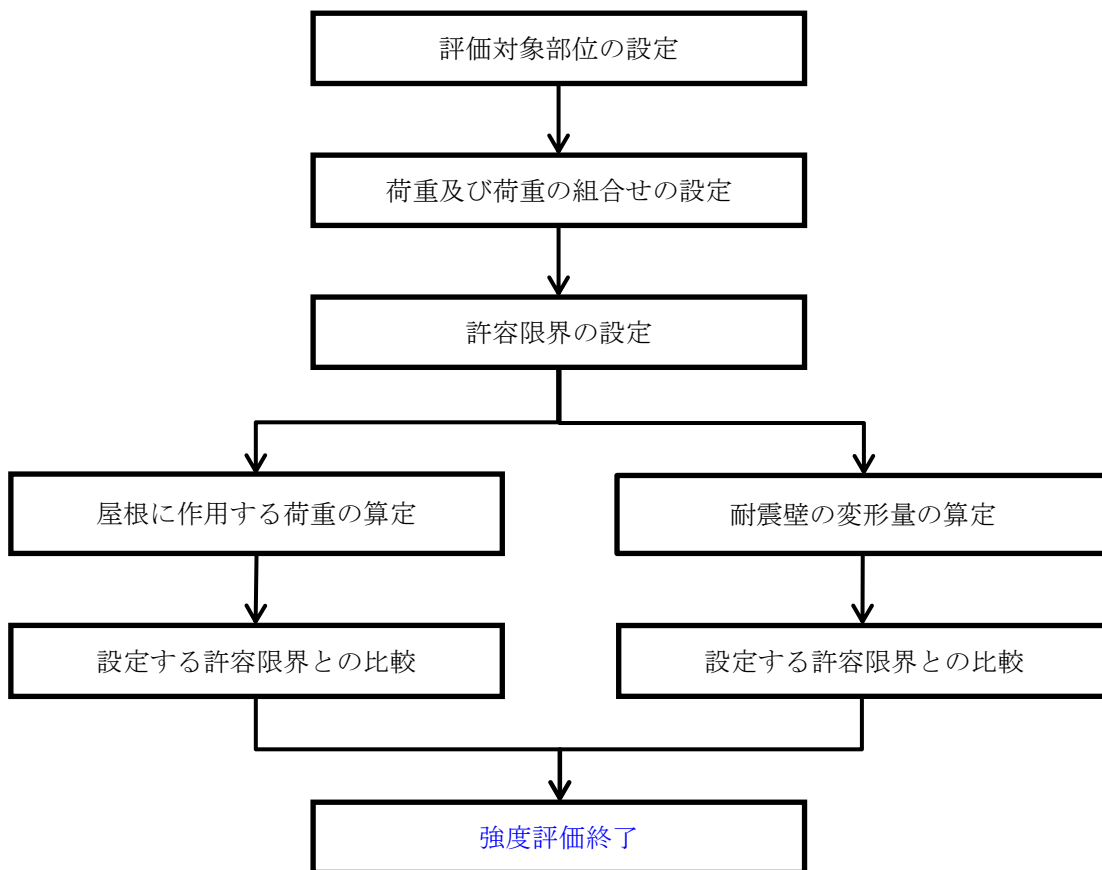 評価対象部位の設定
荷重及び荷重の組合せの設定
許容限界の設定
屋根に作用する荷重の算定
耐震壁の変形量の算定
設定する許容限界との比較
設定する許容限界との比較
強度評価終了